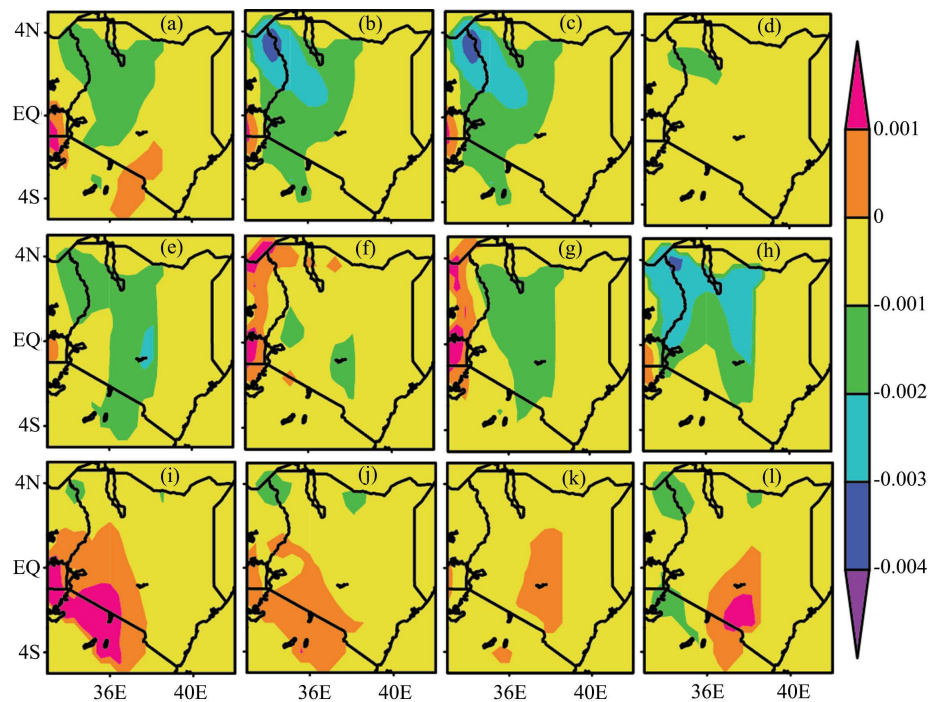 (a) (b) (c) (d)
4N
EQ
4S
(e) (f) (g) (h)
4N
EQ
4S
(i) (j) (k) (l)
4N
EQ
4S
36E 40E 36E 40E 36E 40E 36E 40E
0.001
0
-0.001
-0.002
-0.003
-0.004